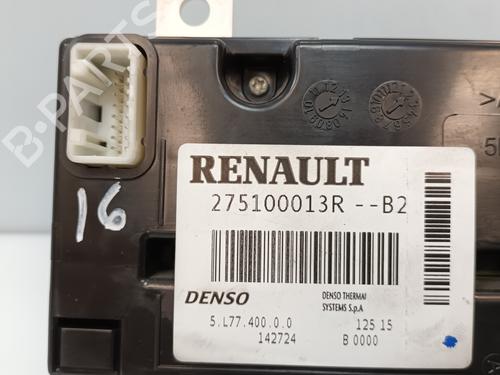 B-PARTS
16
RENAULT
275100013R --B2
DENSO
DENSO THERMAL
SYSTEMS S.p.A
5.L77.400.0.0
125 15
142724
B 0000